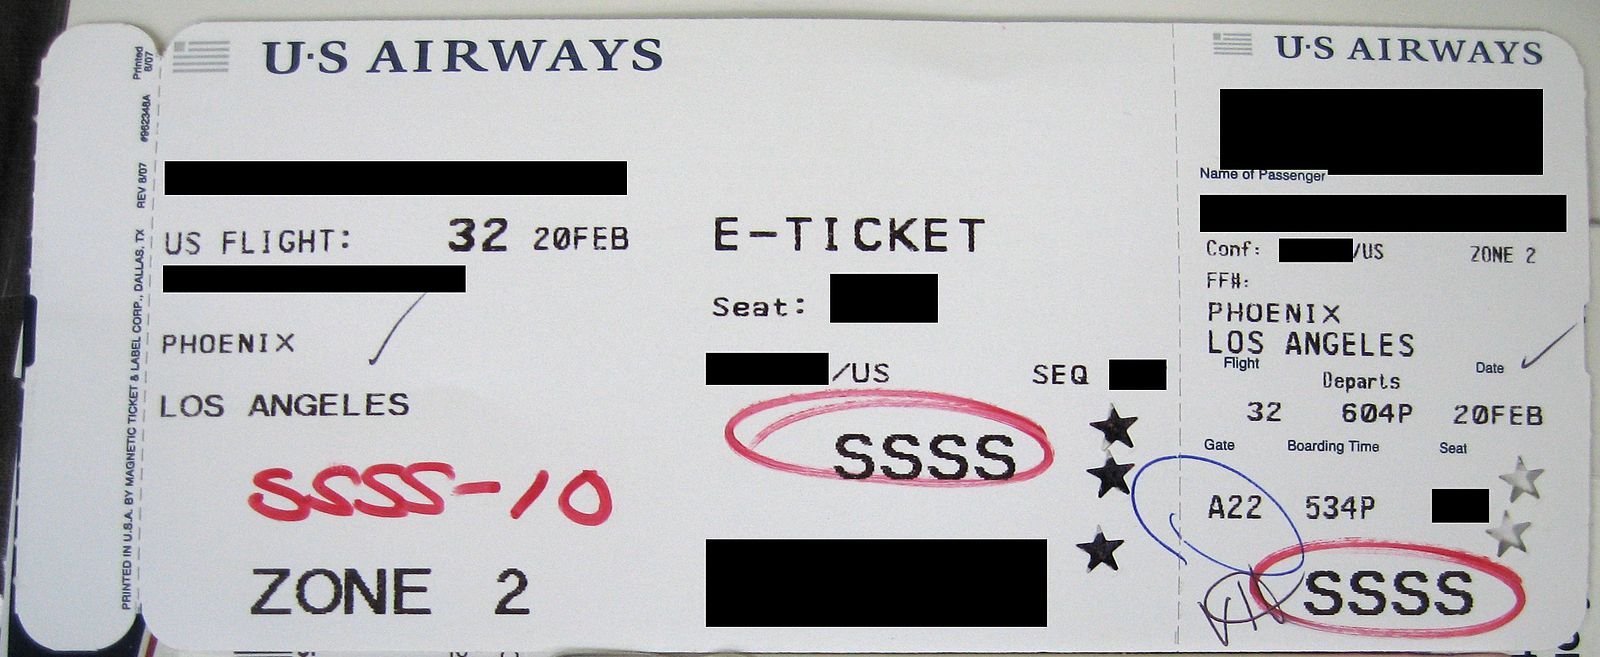 Printed 8/07
#962348A
REV 8/07
PRINTED IN U.S.A. BY MAGNETIC TICKET & LABEL CORP., DALLAS, TX
U·S AIRWAYS
US FLIGHT: 32 20FEB
PHOENIX
LOS ANGELES
SSSS-10
ZONE 2
E-TICKET
Seat:
/US SEQ
SSSS
U·S AIRWAYS
Name of Passenger
Conf: /US ZONE 2
FF#:
PHOENIX
LOS ANGELES
Flight Date
Departs
32 604P 20FEB
Gate Boarding Time Seat
A22 534P
SSSS